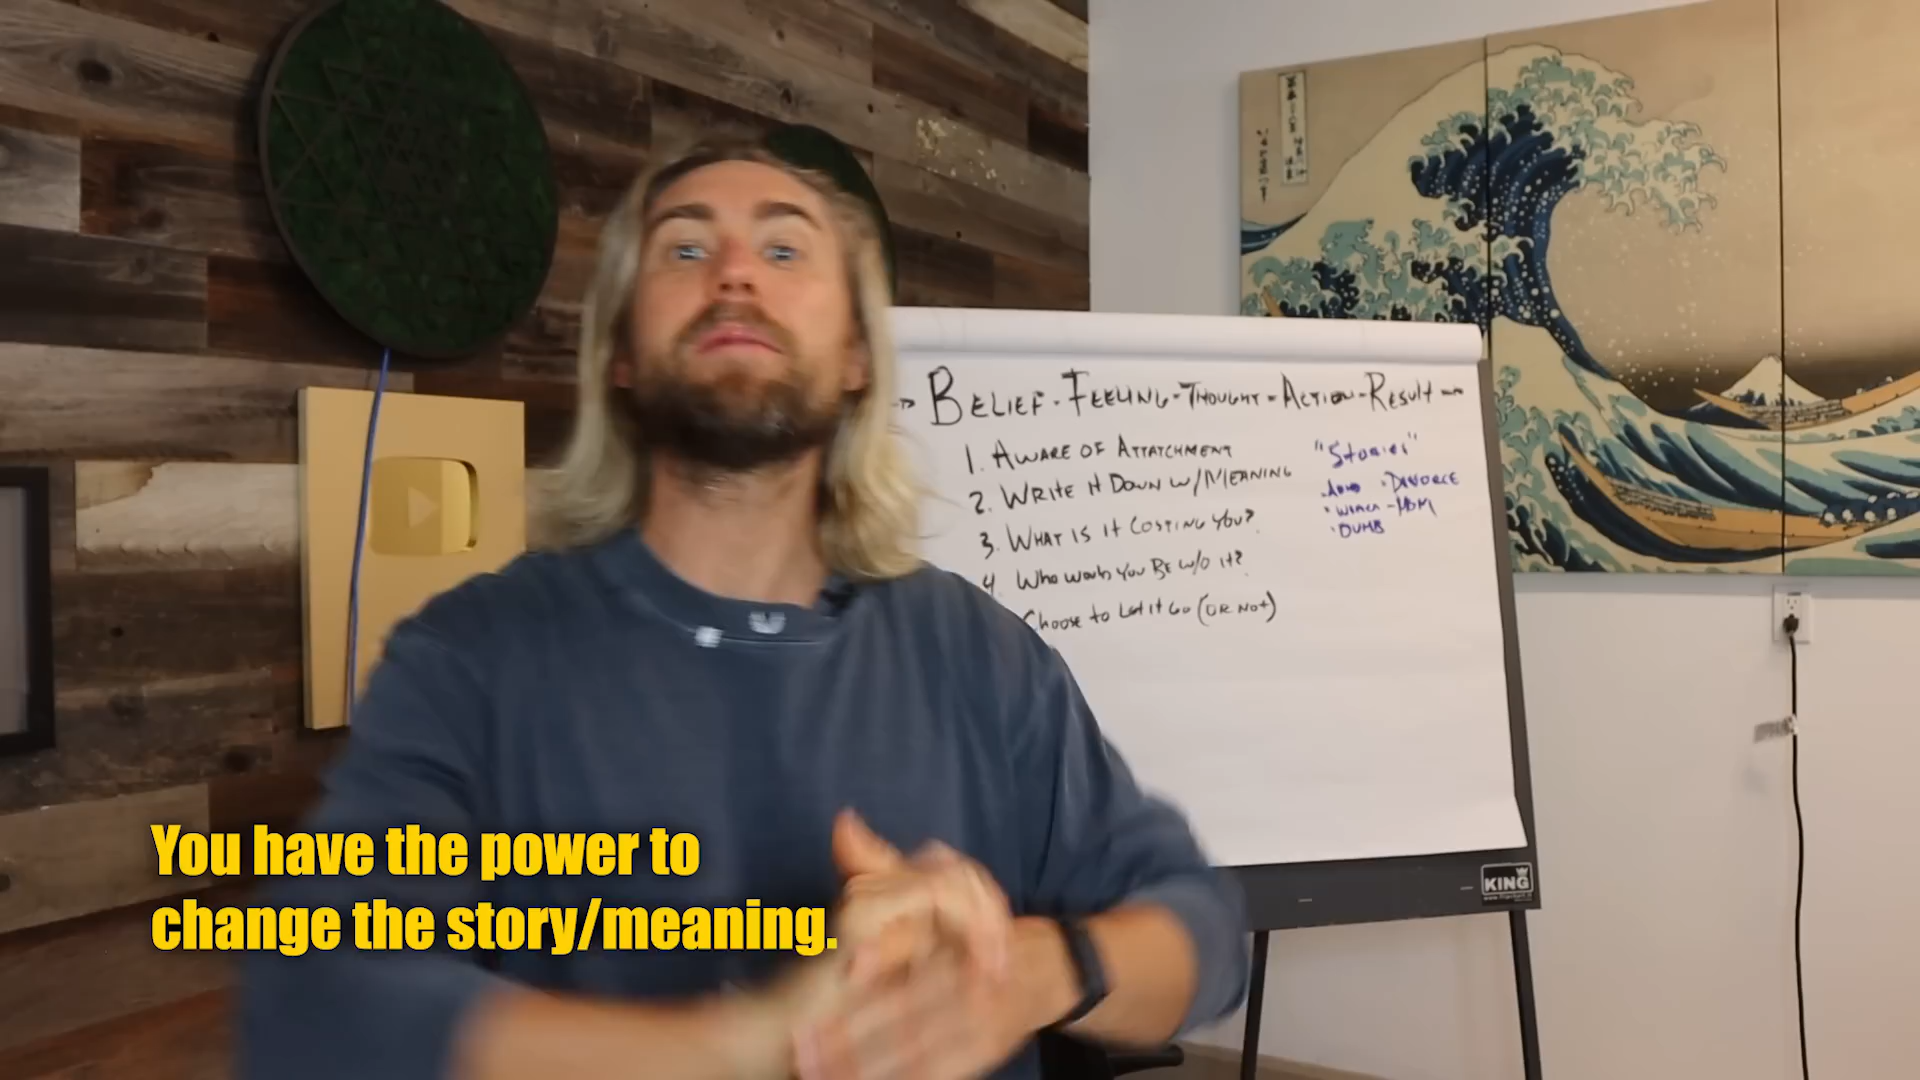 → BELIEF - FEELING - THOUGHT - ACTION - RESULT →
1. AWARE OF ATTATCHMENT
2. WRITE IT DOWN W/MEANING
3. WHAT IS IT COSTING YOU?
4. WHO WOULD YOU BE W/O IT?
CHOOSE TO LET IT GO (OR NOT)
"STORIES"
· DIVORCE
MOM
· DUMB
KING
You have the power to
change the story/meaning.